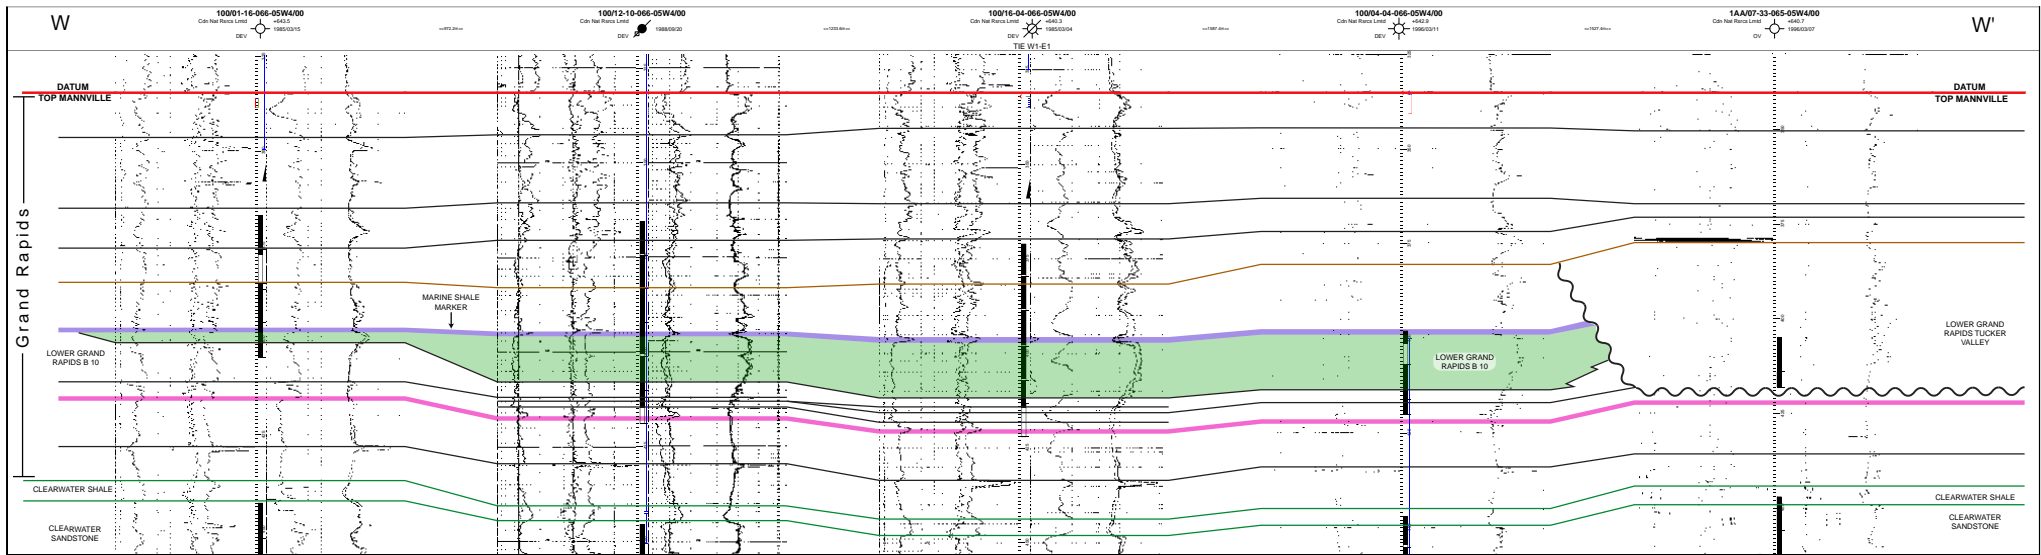 W
100/01-16-066-05W4/00
Cdn Nat Rsrcs Lmtd
+643.5
1985/03/15
DEV
100/12-10-066-05W4/00
Cdn Nat Rsrcs Lmtd
1988/09/20
DEV
100/16-04-066-05W4/00
Cdn Nat Rsrcs Lmtd
+640.3
1985/03/04
DEV
TIE W1-E1
100/04-04-066-05W4/00
Cdn Nat Rsrcs Lmtd
+642.9
1996/03/11
DEV
1AA/07-33-065-05W4/00
Cdn Nat Rsrcs Lmtd
+640.7
1996/03/07
OV
W'
DATUM
TOP MANNVILLE
DATUM
TOP MANNVILLE
Grand Rapids
MARINE SHALE
MARKER
LOWER GRAND
RAPIDS B 10
LOWER GRAND
RAPIDS B 10
LOWER GRAND
RAPIDS TUCKER
VALLEY
CLEARWATER SHALE
CLEARWATER
SANDSTONE
CLEARWATER SHALE
CLEARWATER
SANDSTONE